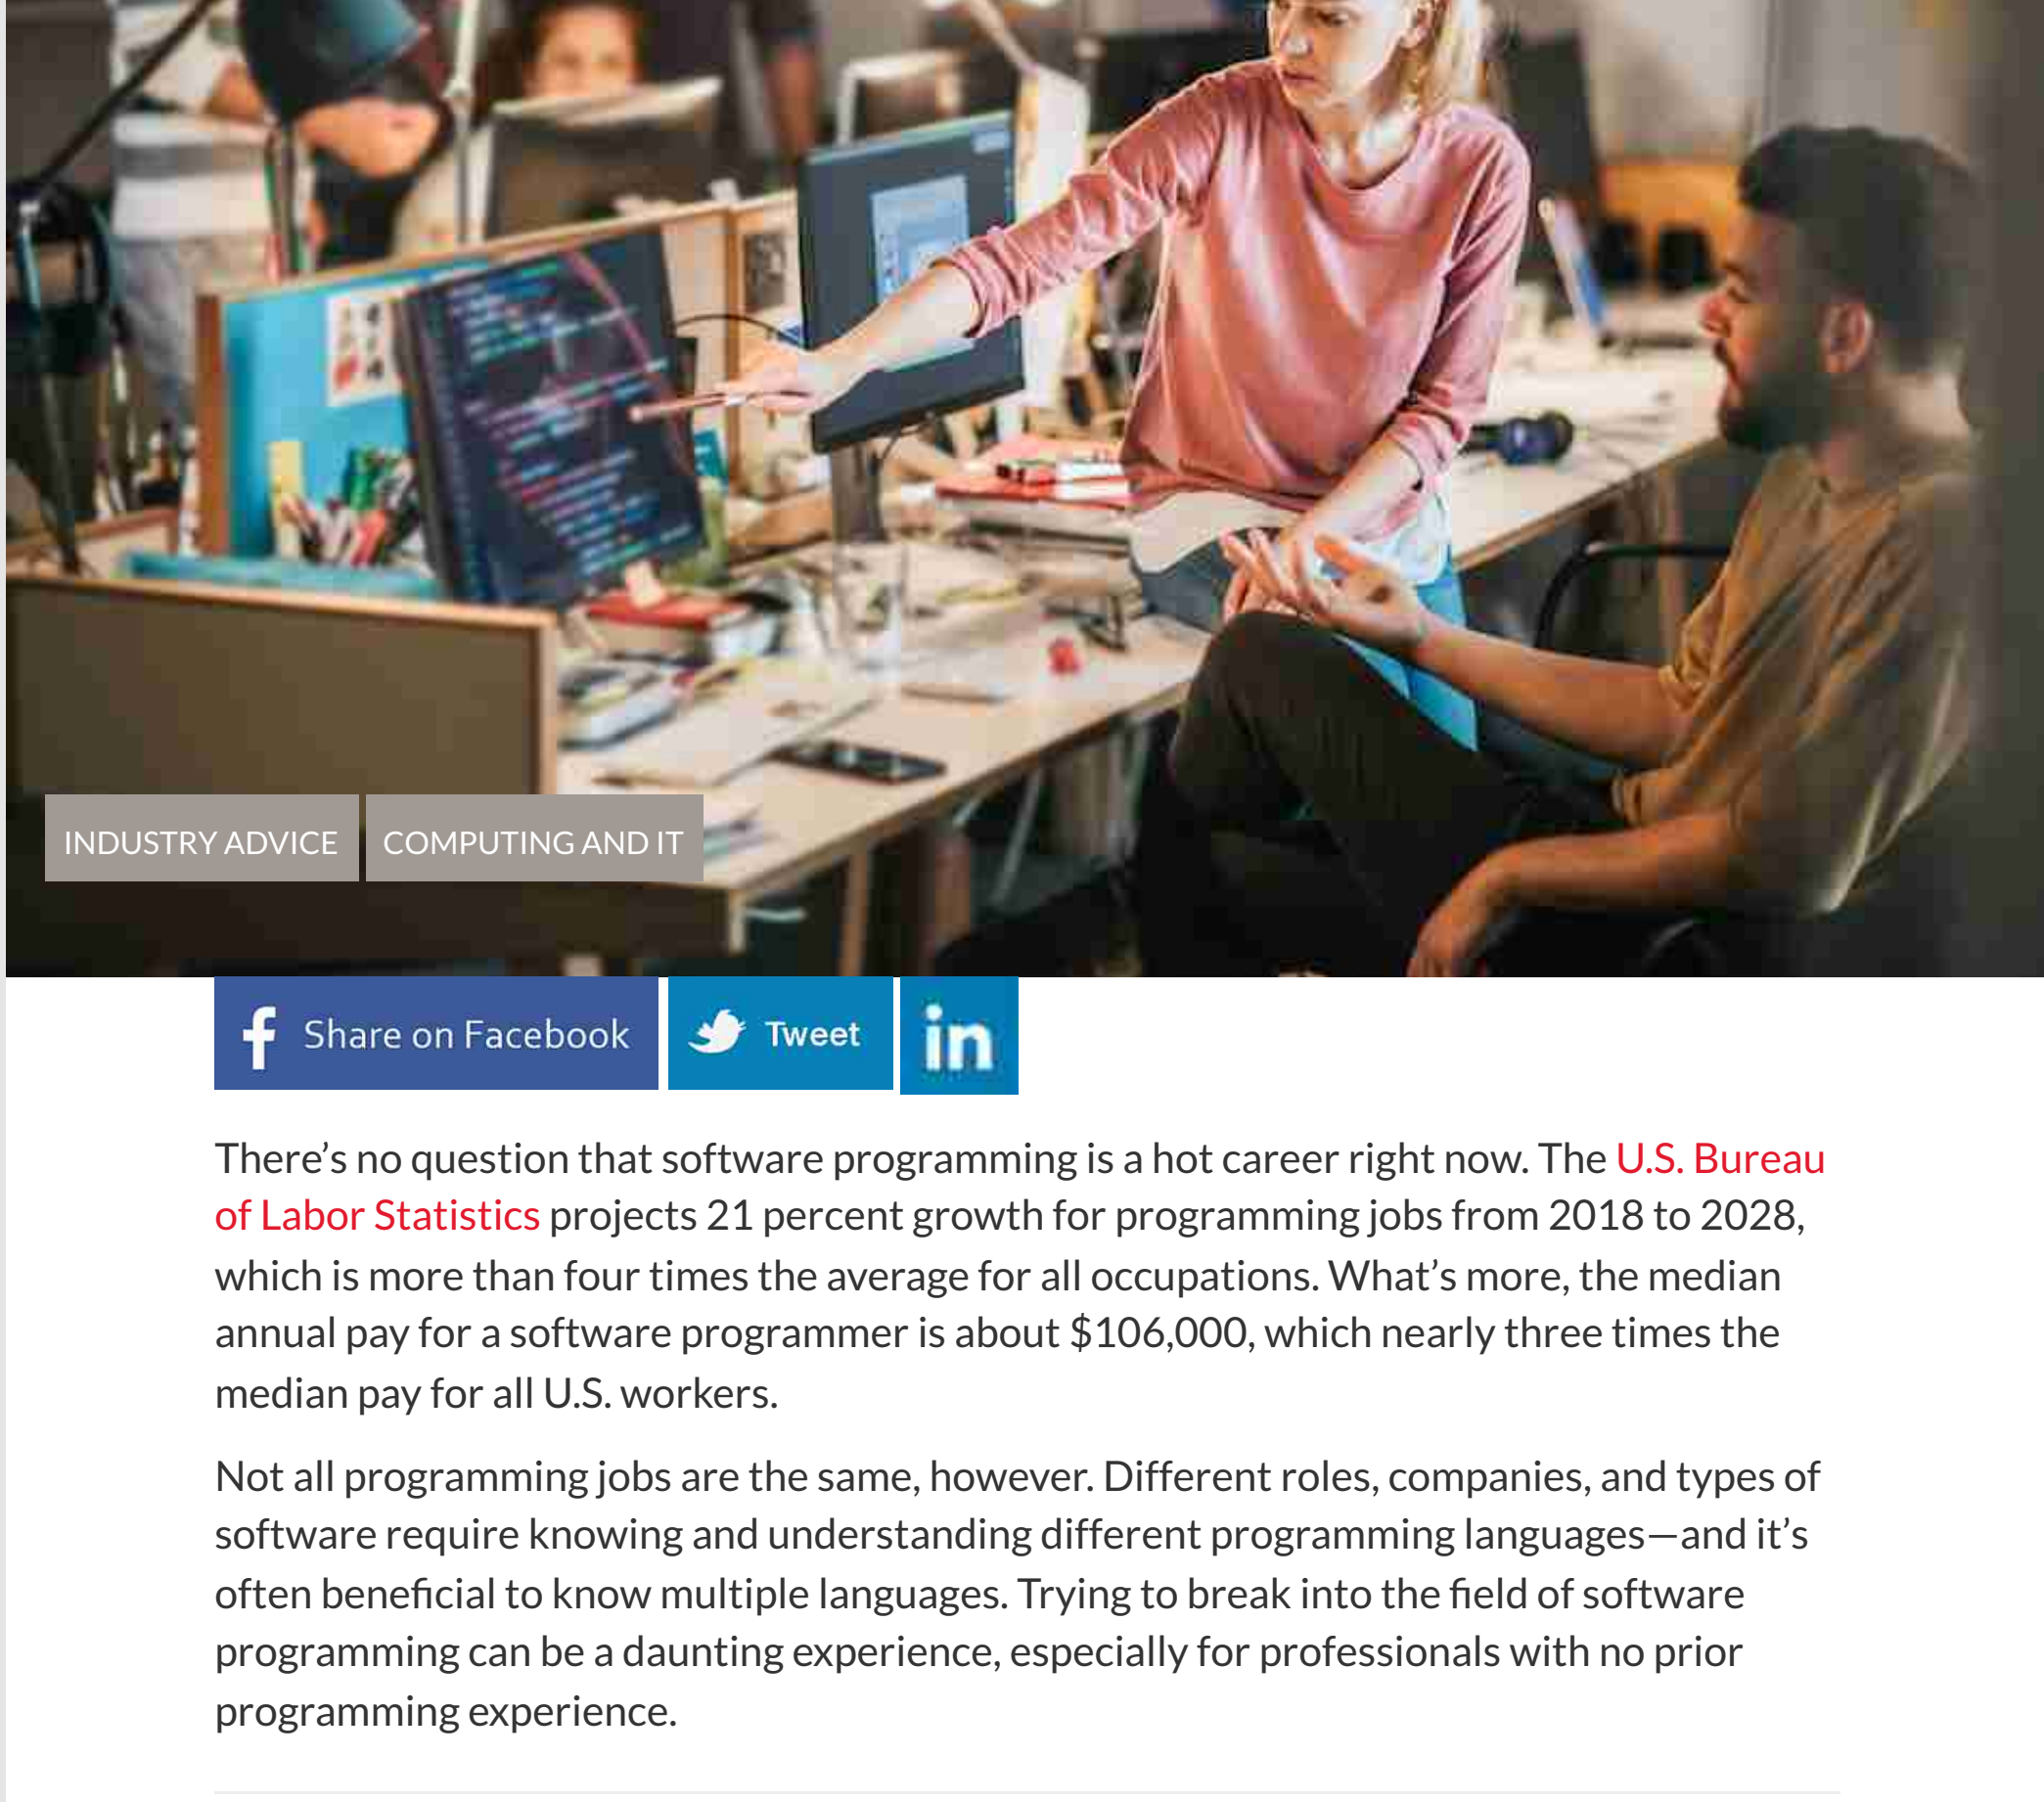 INDUSTRY ADVICE
COMPUTING AND IT
Share on Facebook
Tweet
in
There’s no question that software programming is a hot career right now. The U.S. Bureau
of Labor Statistics projects 21 percent growth for programming jobs from 2018 to 2028,
which is more than four times the average for all occupations. What’s more, the median
annual pay for a software programmer is about $106,000, which nearly three times the
median pay for all U.S. workers.
Not all programming jobs are the same, however. Different roles, companies, and types of
software require knowing and understanding different programming languages—and it’s
often beneficial to know multiple languages. Trying to break into the field of software
programming can be a daunting experience, especially for professionals with no prior
programming experience.